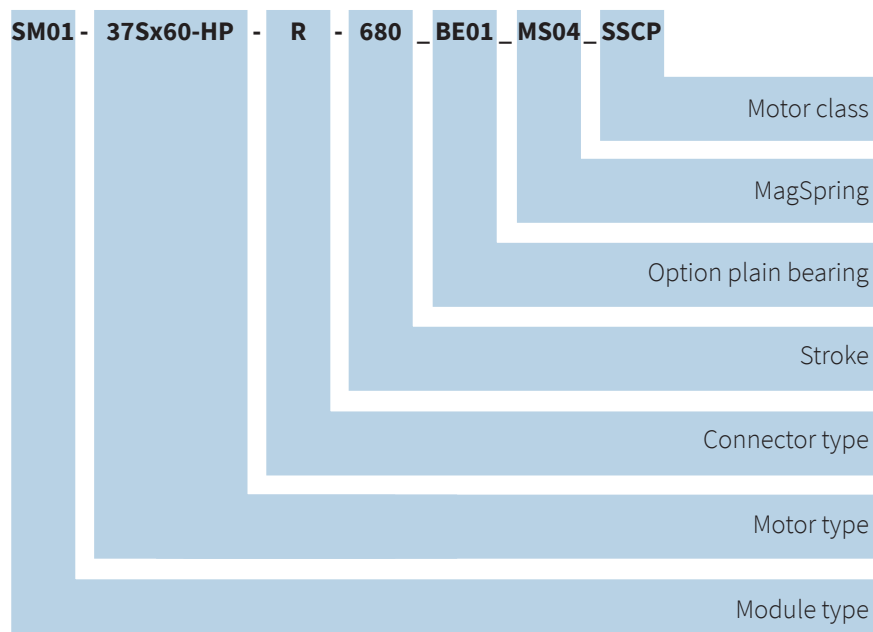 SM01 - 37Sx60-HP - R - 680 _ BE01 _ MS04 _ SSCP
Motor class
MagSpring
Option plain bearing
Stroke
Connector type
Motor type
Module type